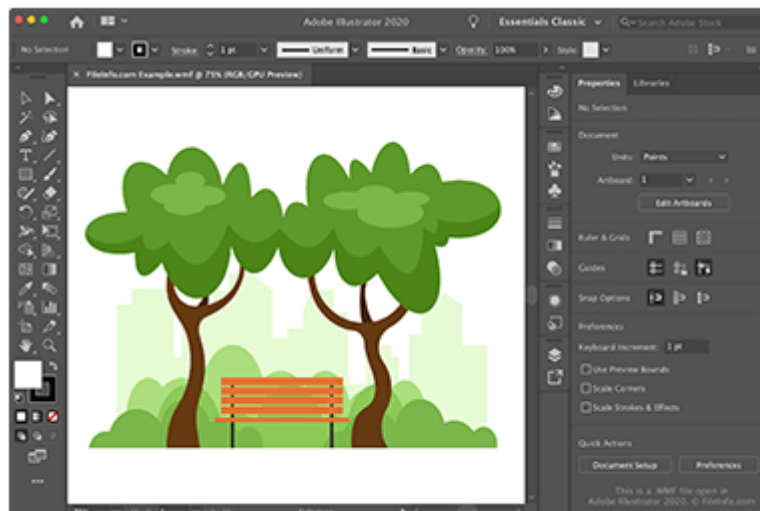 Adobe Illustrator 2020
Essentials Classic
Search Adobe Stock
No Selection
Stroke: 1 pt
Uniform
Basic
Opacity: 100%
Style:
× FileInfo.com Example.wmf @ 75% (RGB/GPU Preview)
Properties
Libraries
No Selection
Document
Units: Points
Artboard: 1
Edit Artboards
Ruler & Grids
Guides
Snap Options
Preferences
Keyboard Increment: 1 pt
Use Preview Bounds
Scale Corners
Scale Strokes & Effects
Quick Actions
Document Setup
Preferences
This is a .WMF file open in
Adobe Illustrator 2020. © FileInfo.com